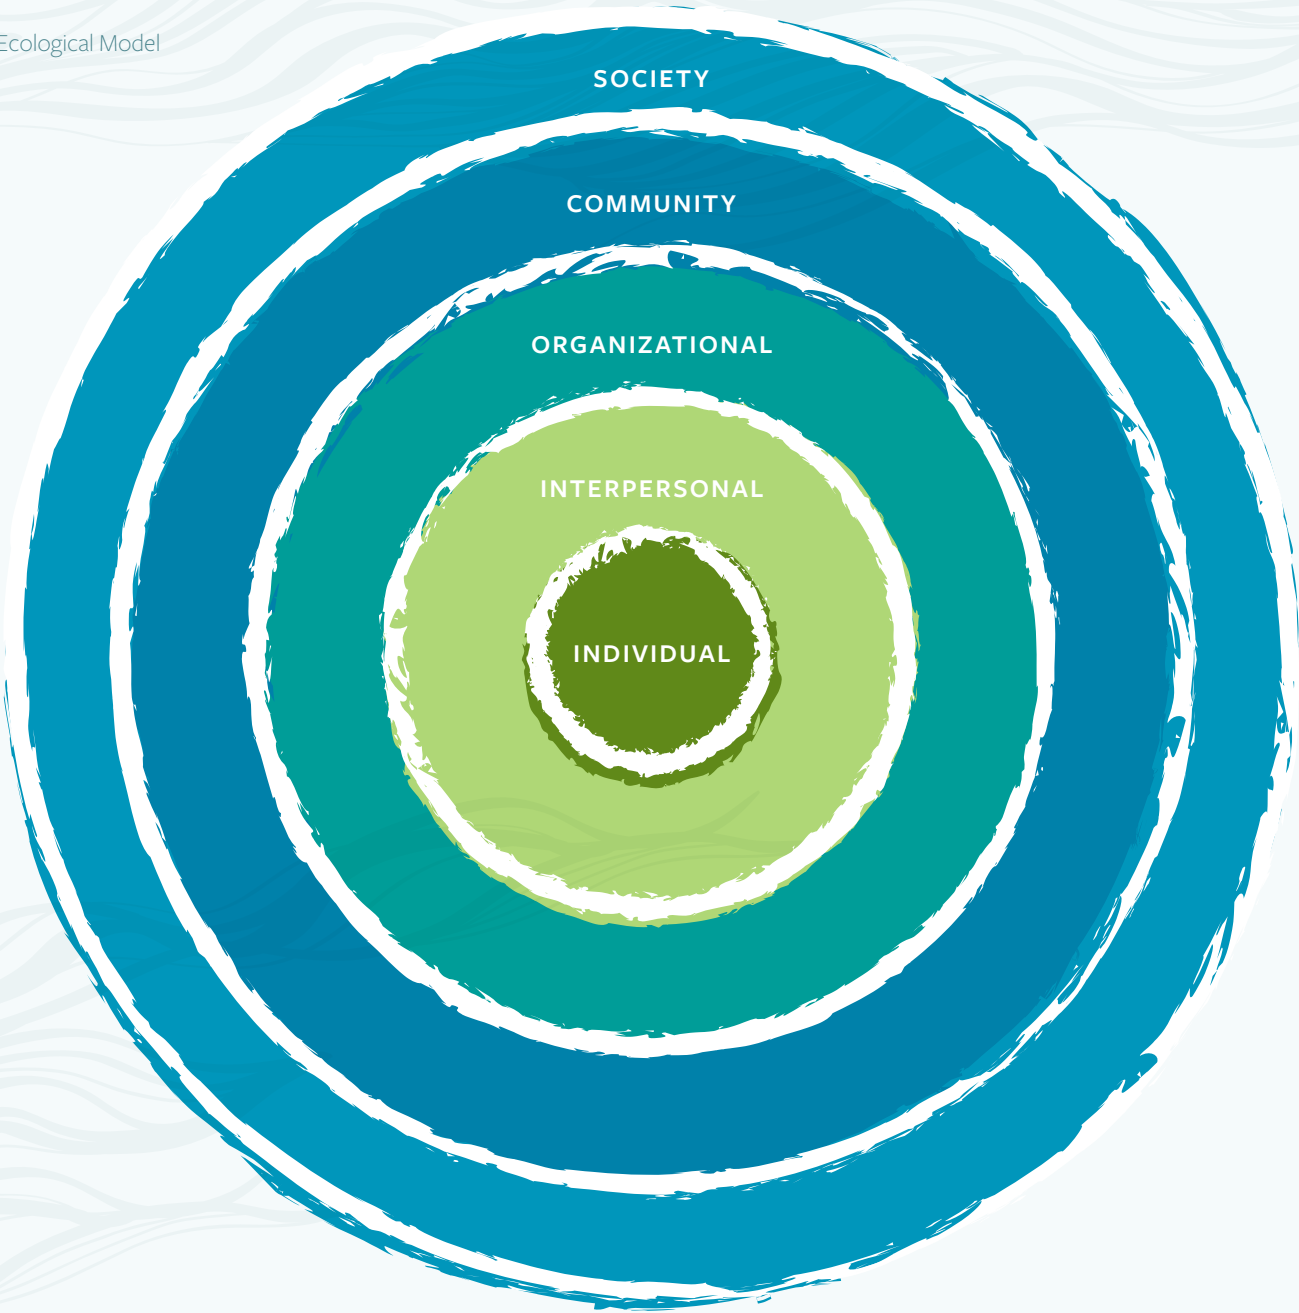 Ecological Model
SOCIETY
COMMUNITY
ORGANIZATIONAL
INTERPERSONAL
INDIVIDUAL